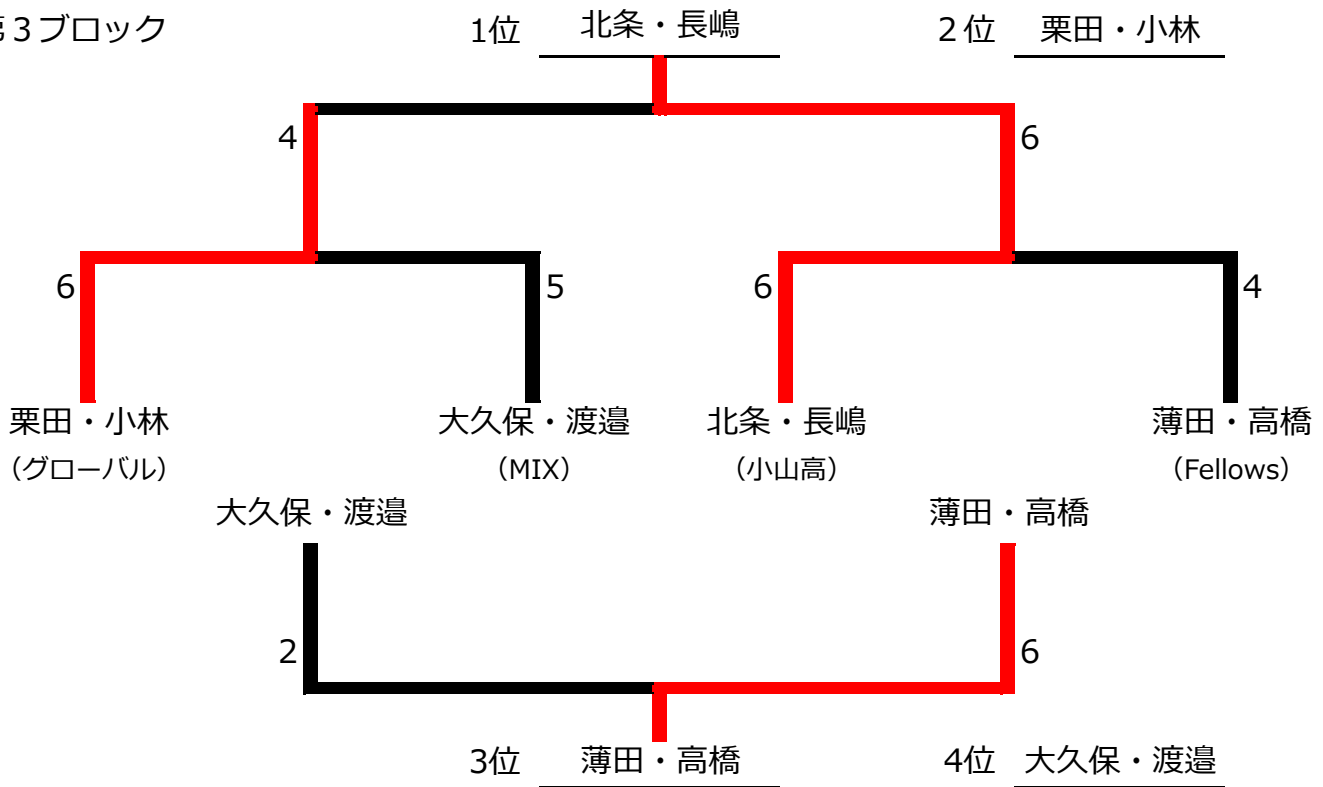 第３ブロック 1位 北条・長嶋 ２位 栗田・小林
4 6
6 5 6 4
栗田・小林 大久保・渡邉 北条・長嶋 薄田・高橋
（グローバル） （MIX） （小山高） （Fellows）
大久保・渡邉 薄田・高橋
2 6
3位 薄田・高橋 4位 大久保・渡邉